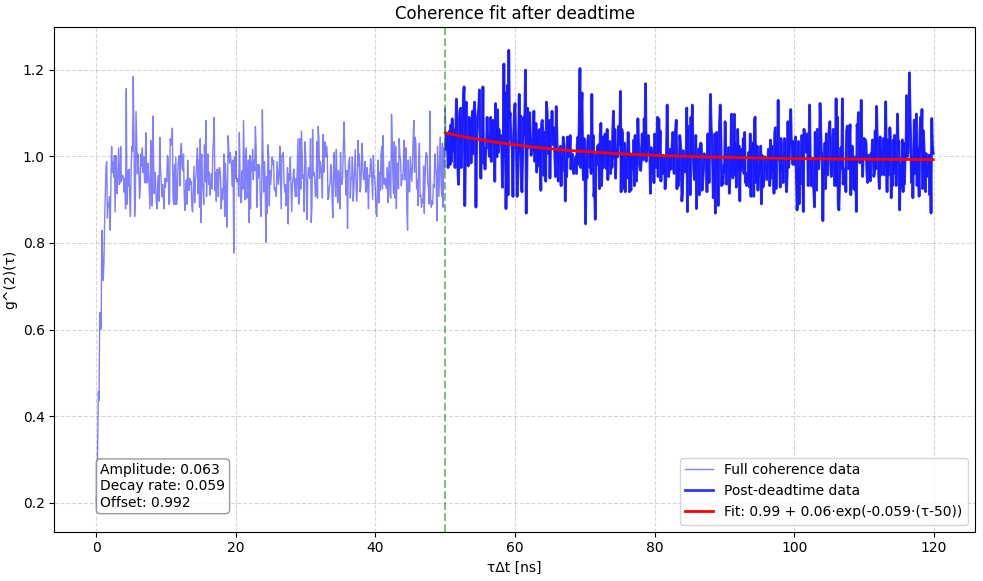 Coherence fit after deadtime
g^(2)(τ)
1.2
1.0
0.8
0.6
0.4
0.2
Amplitude: 0.063
Decay rate: 0.059
Offset: 0.992
Full coherence data
Post-deadtime data
Fit: 0.99 + 0.06·exp(-0.059·(τ-50))
0 20 40 60 80 100 120
τΔt [ns]